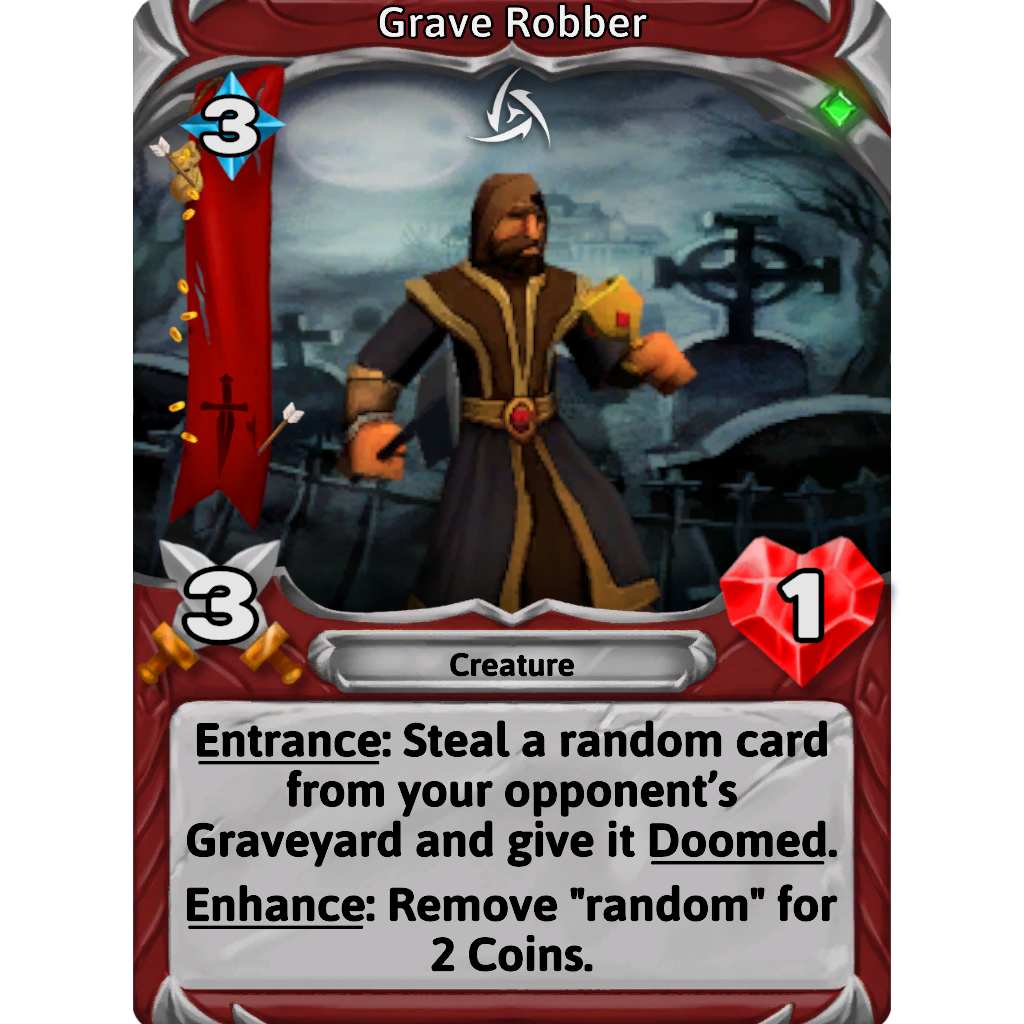 Grave Robber
3
3
1
Creature
Entrance: Steal a random card
from your opponent’s
Graveyard and give it Doomed.
Enhance: Remove "random" for
2 Coins.